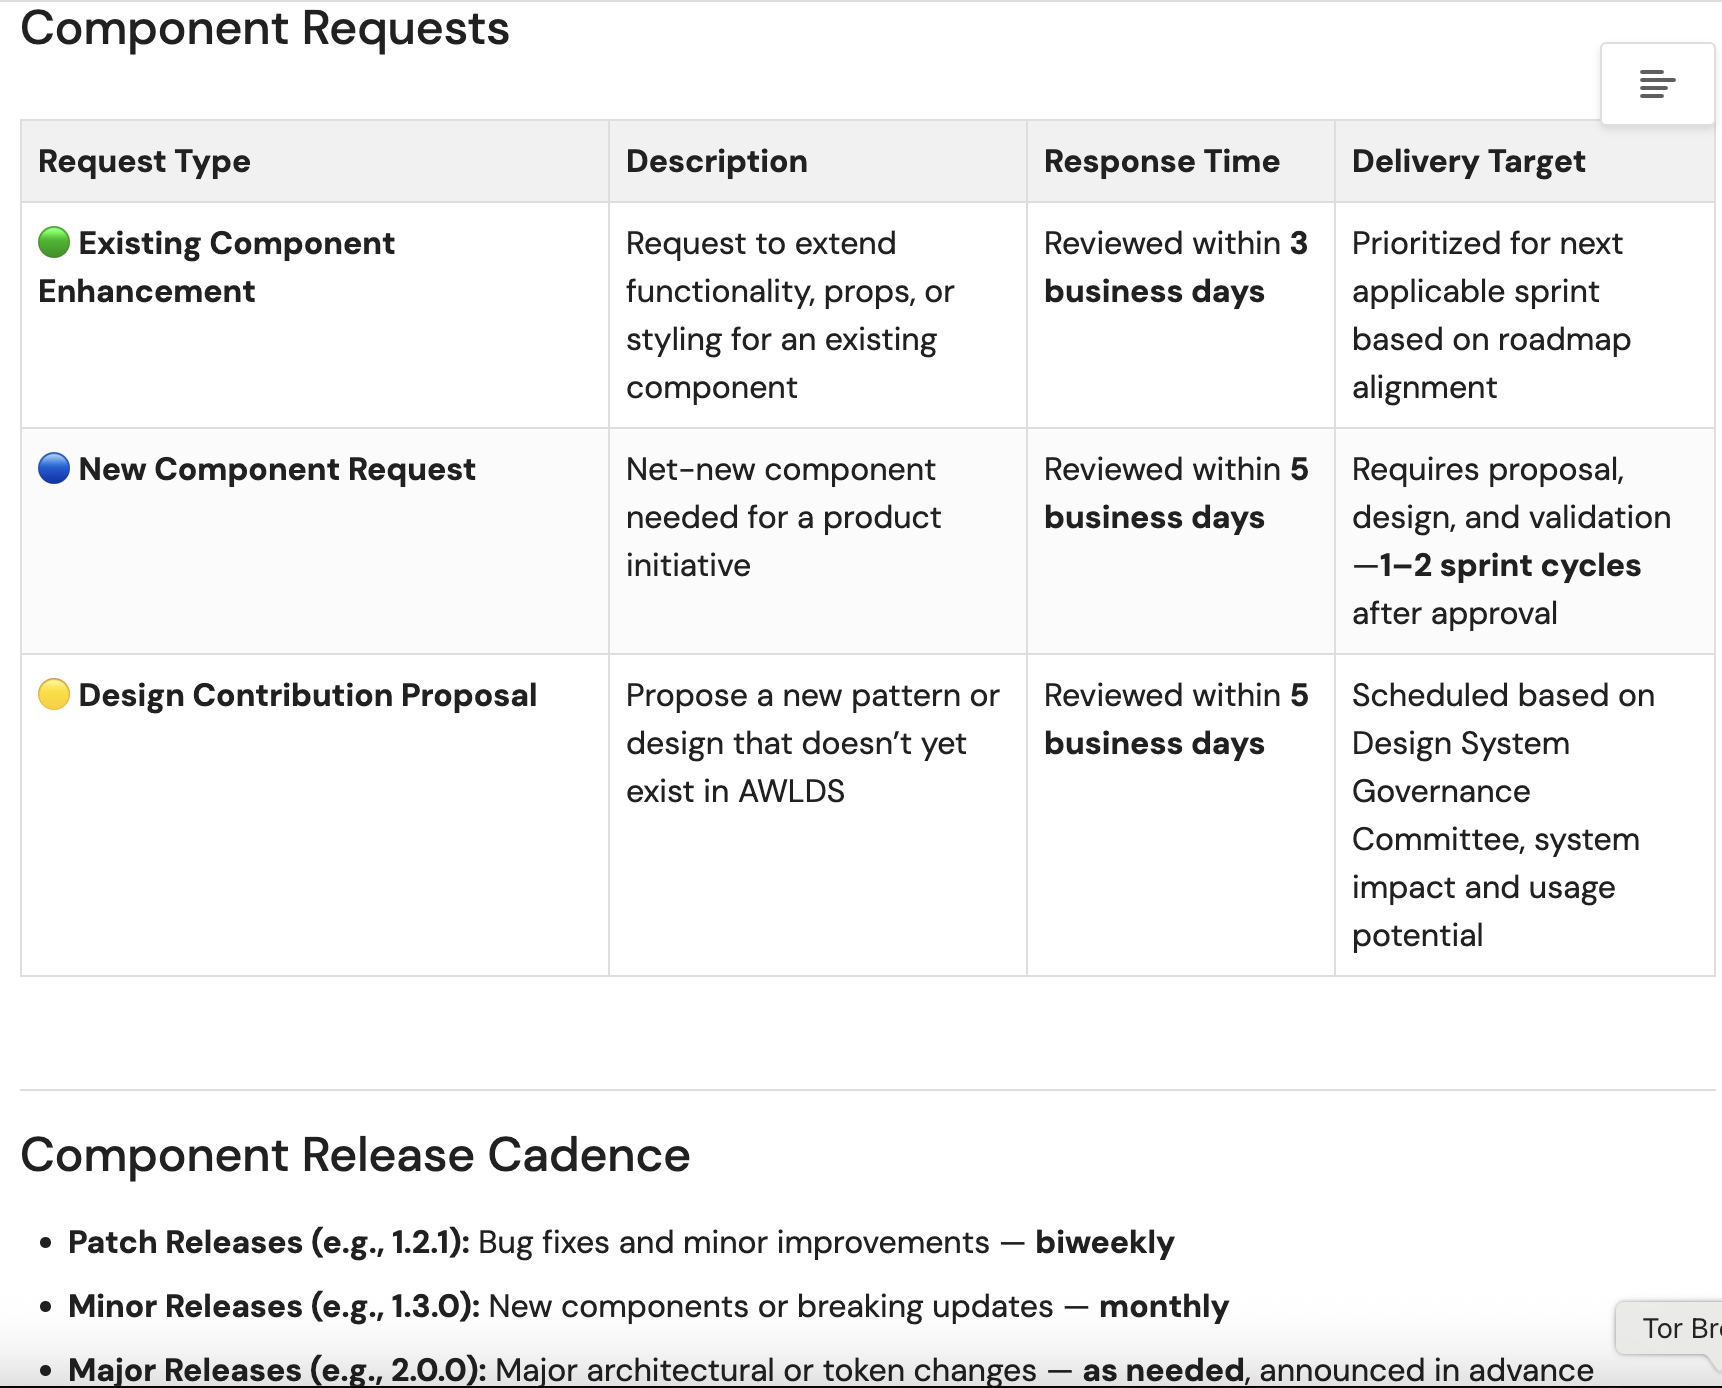 Component Requests
Request Type
Description
Response Time
Delivery Target
Existing Component
Enhancement
Request to extend
functionality, props, or
styling for an existing
component
Reviewed within 3
business days
Prioritized for next
applicable sprint
based on roadmap
alignment
New Component Request
Net-new component
needed for a product
initiative
Reviewed within 5
business days
Requires proposal,
design, and validation
—1–2 sprint cycles
after approval
Design Contribution Proposal
Propose a new pattern or
design that doesn’t yet
exist in AWLDS
Reviewed within 5
business days
Scheduled based on
Design System
Governance
Committee, system
impact and usage
potential
Component Release Cadence
• Patch Releases (e.g., 1.2.1): Bug fixes and minor improvements — biweekly
• Minor Releases (e.g., 1.3.0): New components or breaking updates — monthly
• Major Releases (e.g., 2.0.0): Major architectural or token changes — as needed, announced in advance
Tor